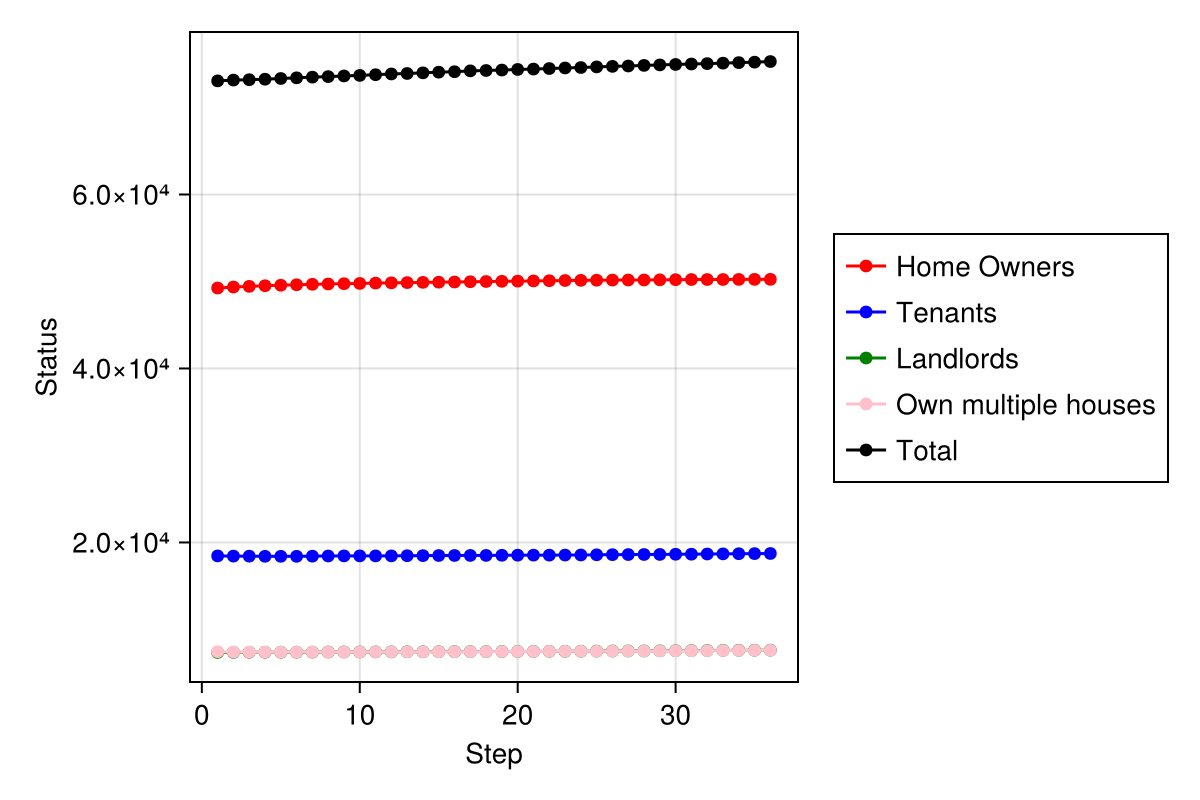 Status
6.0×10⁴
4.0×10⁴
2.0×10⁴
0 10 20 30
Step
Home Owners
Tenants
Landlords
Own multiple houses
Total